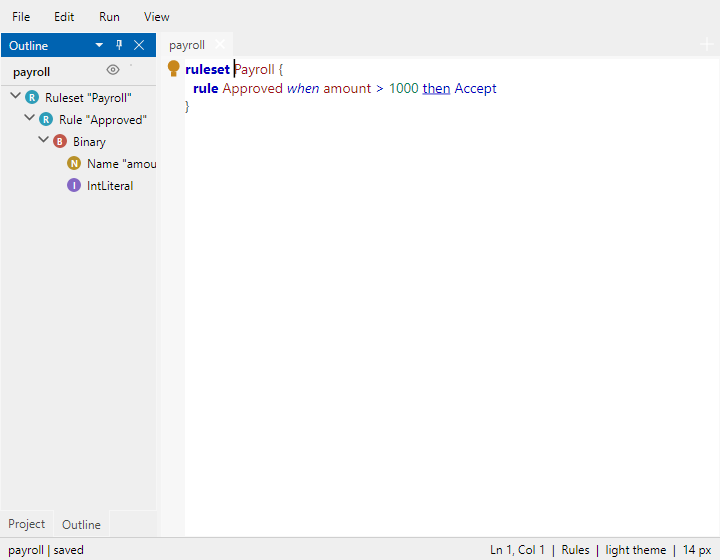 File Edit Run View
Outline
payroll
payroll
R Ruleset "Payroll"
R Rule "Approved"
B Binary
N Name "amou
I IntLiteral
ruleset Payroll {
rule Approved when amount > 1000 then Accept
}
Project Outline
payroll | saved
Ln 1, Col 1 | Rules | light theme | 14 px